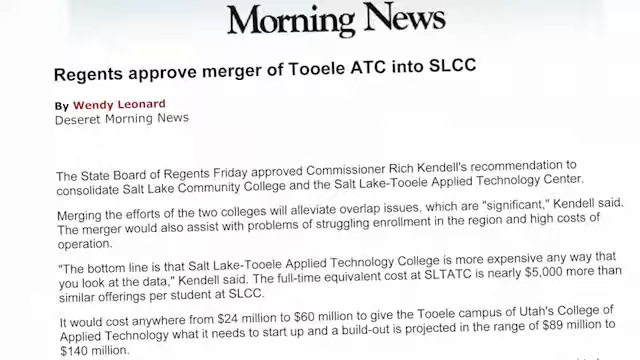 Morning News
Regents approve merger of Tooele ATC into SLCC
By Wendy Leonard
Deseret Morning News
The State Board of Regents Friday approved Commissioner Rich Kendell's recommendation to
consolidate Salt Lake Community College and the Salt Lake-Tooele Applied Technology Center.
Merging the efforts of the two colleges will alleviate overlap issues, which are "significant," Kendell said.
The merger would also assist with problems of struggling enrollment in the region and high costs of
operation.
"The bottom line is that Salt Lake-Tooele Applied Technology College is more expensive any way that
you look at the data," Kendell said. The full-time equivalent cost at SLTATC is nearly $5,000 more than
similar offerings per student at SLCC.
It would cost anywhere from $24 million to $60 million to give the Tooele campus of Utah's College of
Applied Technology what it needs to start up and a build-out is projected in the range of $89 million to
$140 million.